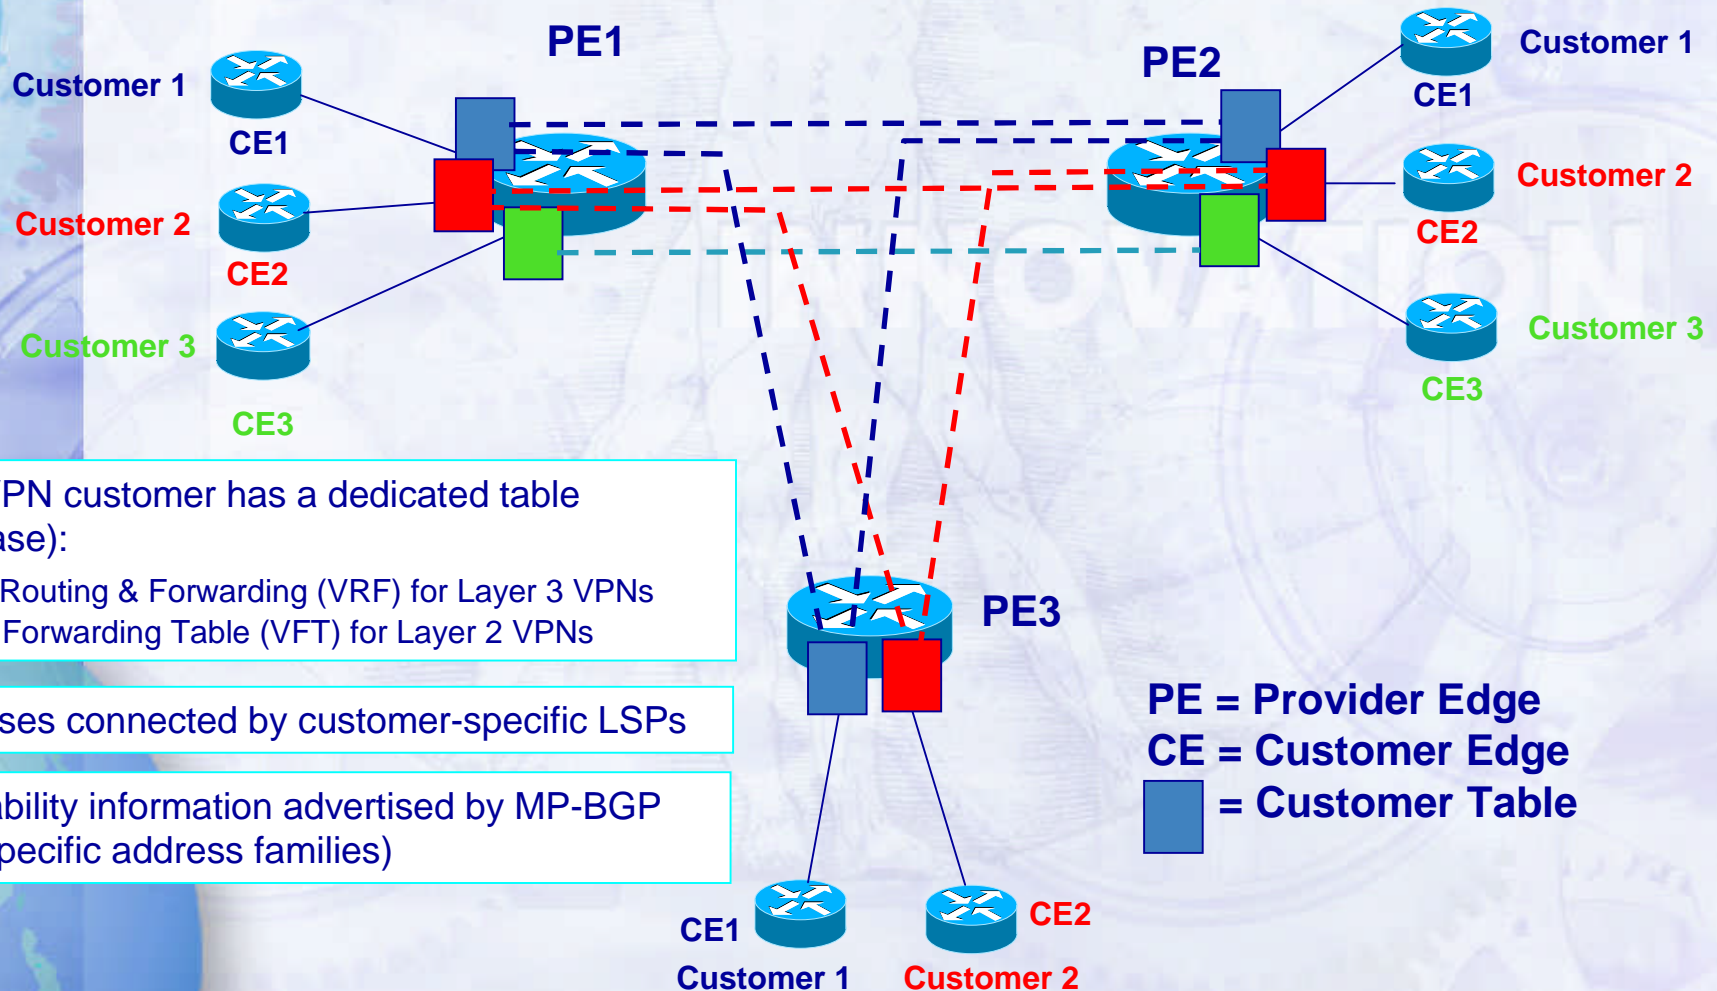 PE1
PE2
Customer 1
CE1
Customer 1
CE1
Customer 2
CE2
Customer 2
CE2
Customer 3
CE3
Customer 3
CE3
INNOVATION
VPN customer has a dedicated table
ase):
Routing & Forwarding (VRF) for Layer 3 VPNs
Forwarding Table (VFT) for Layer 2 VPNs
ses connected by customer-specific LSPs
ability information advertised by MP-BGP
pecific address families)
PE3
PE = Provider Edge
CE = Customer Edge
= Customer Table
CE1
CE2
Customer 1
Customer 2